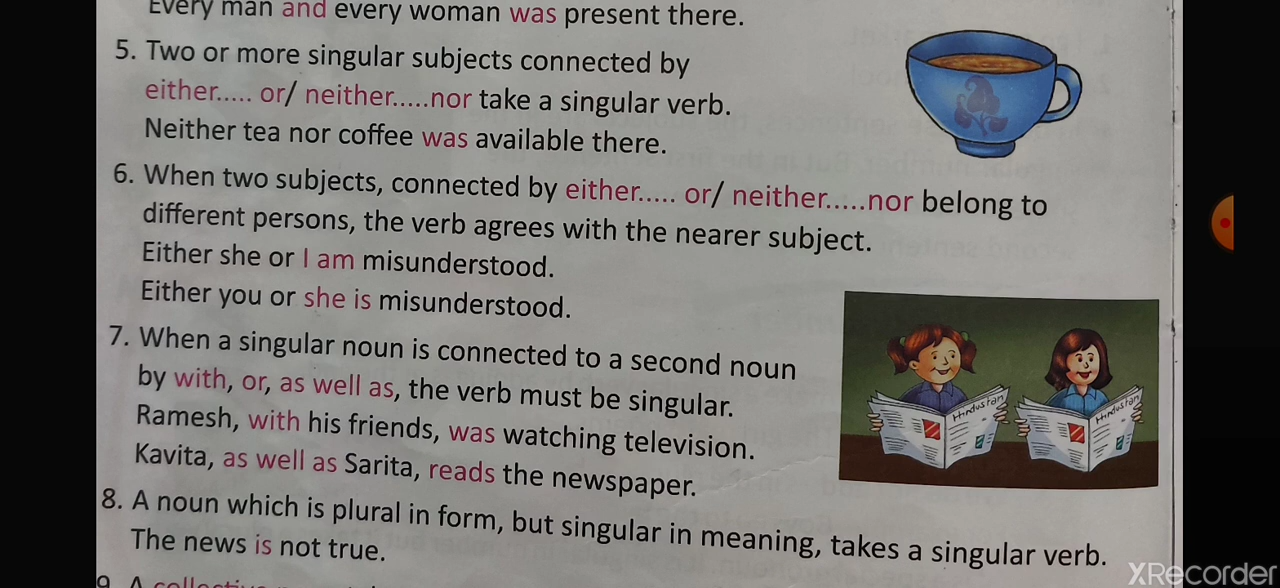 Every man and every woman was present there.
5. Two or more singular subjects connected by
either..... or/ neither.....nor take a singular verb.
Neither tea nor coffee was available there.
6. When two subjects, connected by either..... or/ neither.....nor belong to
different persons, the verb agrees with the nearer subject.
Either she or I am misunderstood.
Either you or she is misunderstood.
7. When a singular noun is connected to a second noun
by with, or, as well as, the verb must be singular.
Ramesh, with his friends, was watching television.
Kavita, as well as Sarita, reads the newspaper.
Hindustan
Hindustan
8. A noun which is plural in form, but singular in meaning, takes a singular verb.
The news is not true.
9. A collective
XRecorder